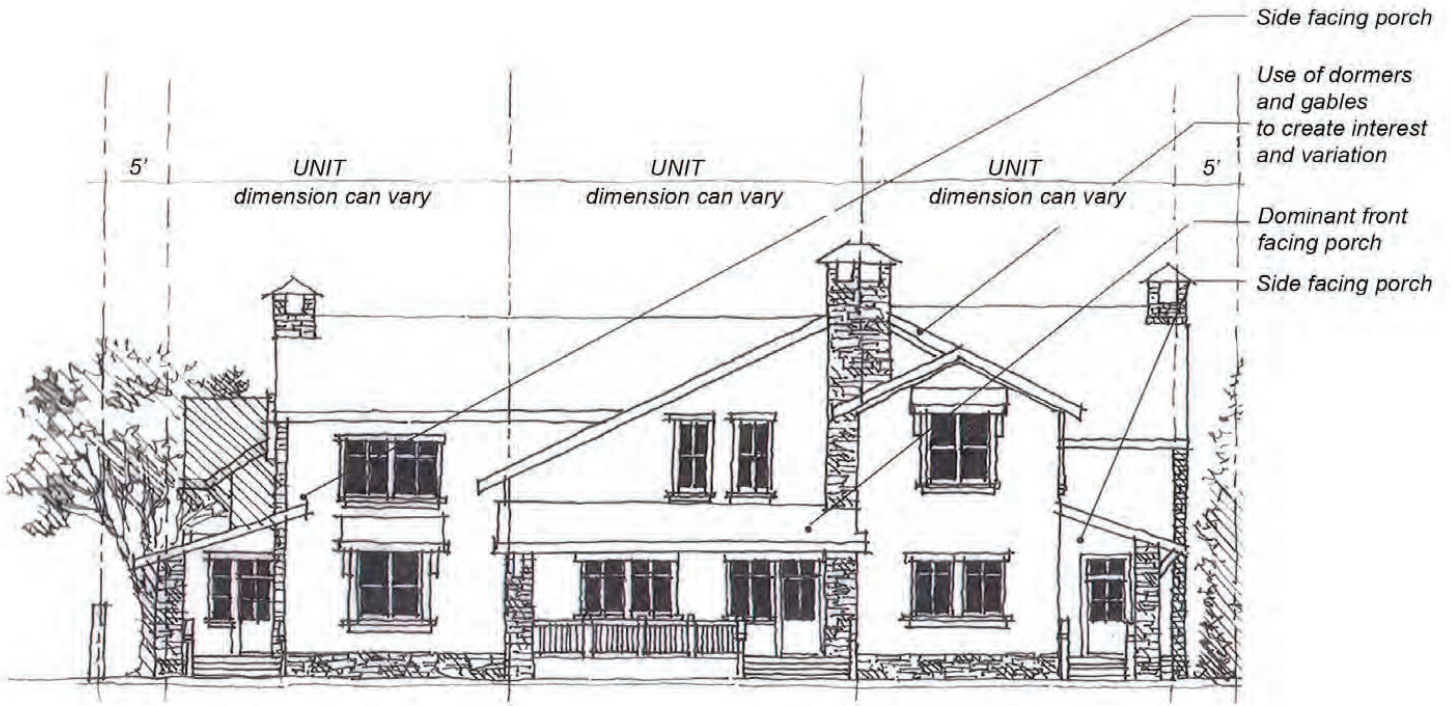 Side facing porch
Use of dormers
and gables
to create interest
and variation
5'
UNIT
dimension can vary
UNIT
dimension can vary
UNIT
dimension can vary
5'
Dominant front
facing porch
Side facing porch